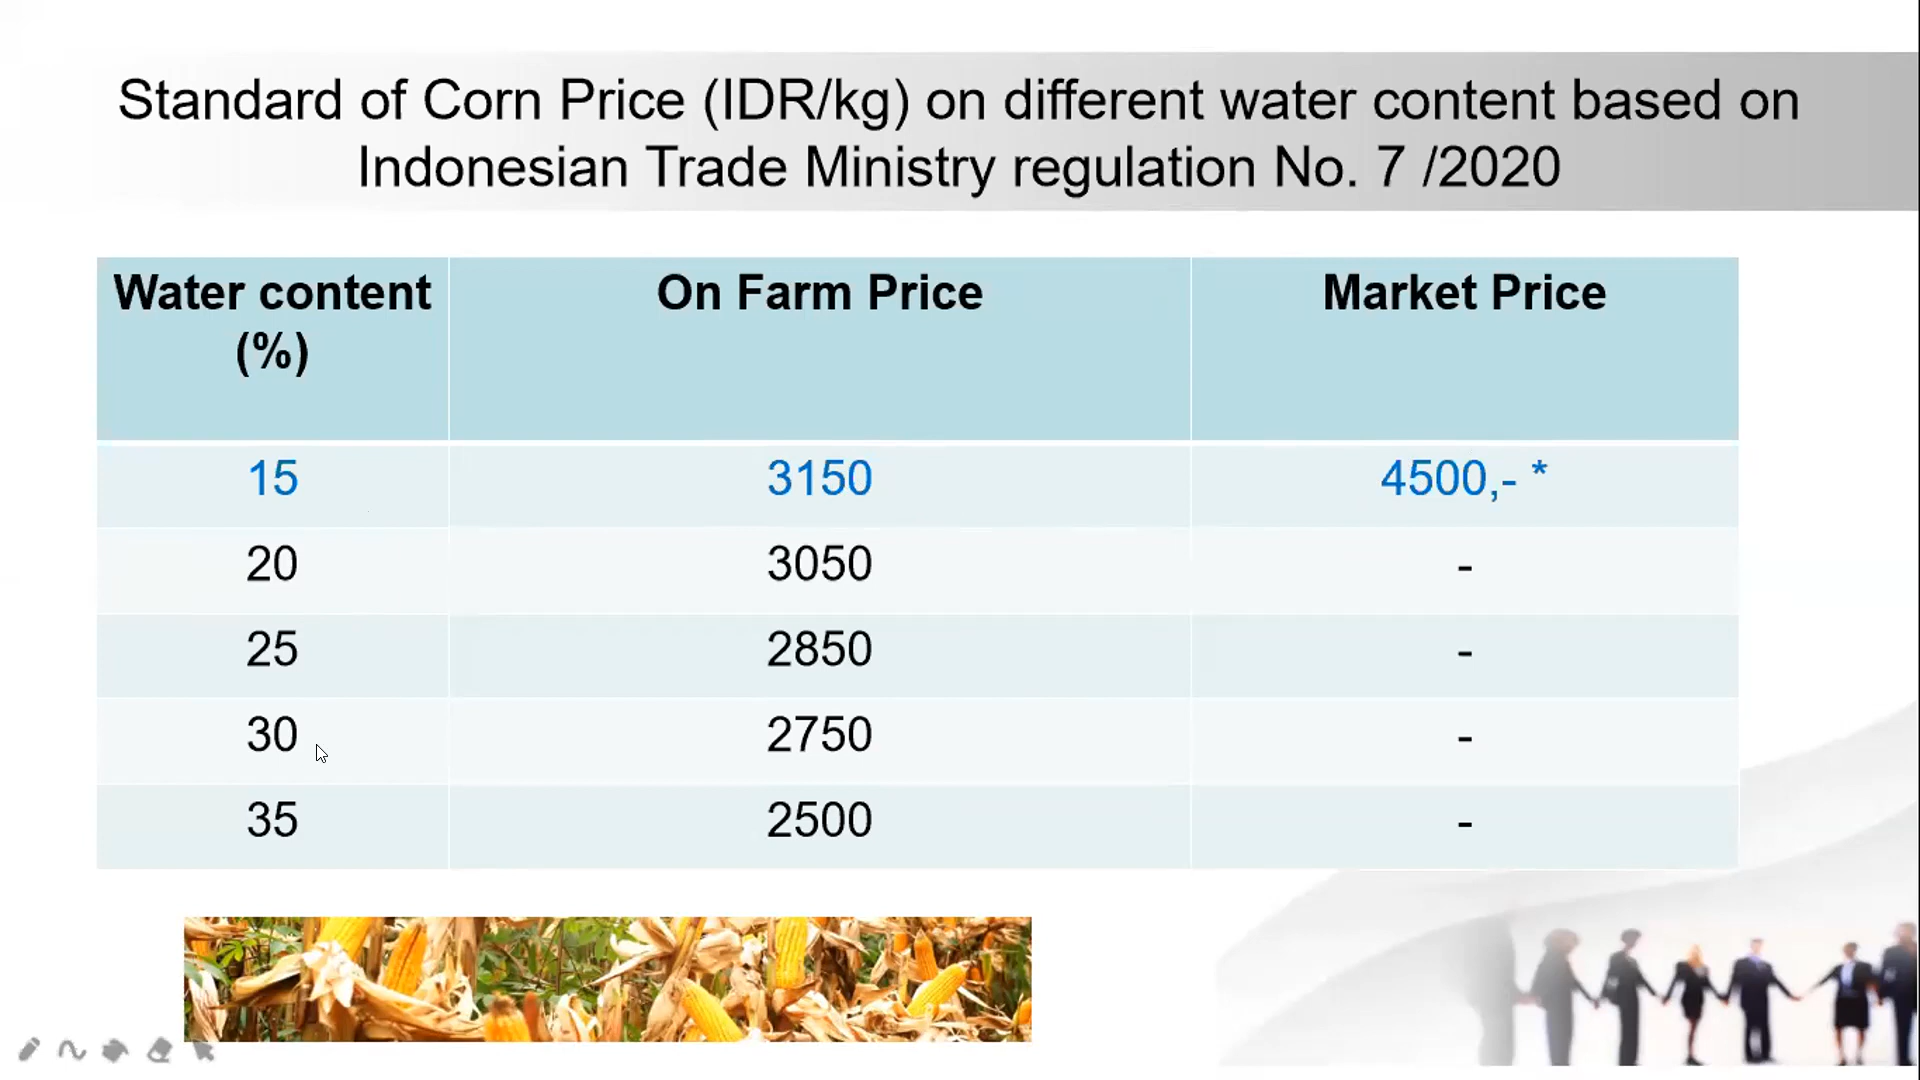 Standard of Corn Price (IDR/kg) on different water content based on
Indonesian Trade Ministry regulation No. 7 /2020
Water content (%) On Farm Price Market Price
15 3150 4500,- *
20 3050 -
25 2850 -
30 2750 -
35 2500 -